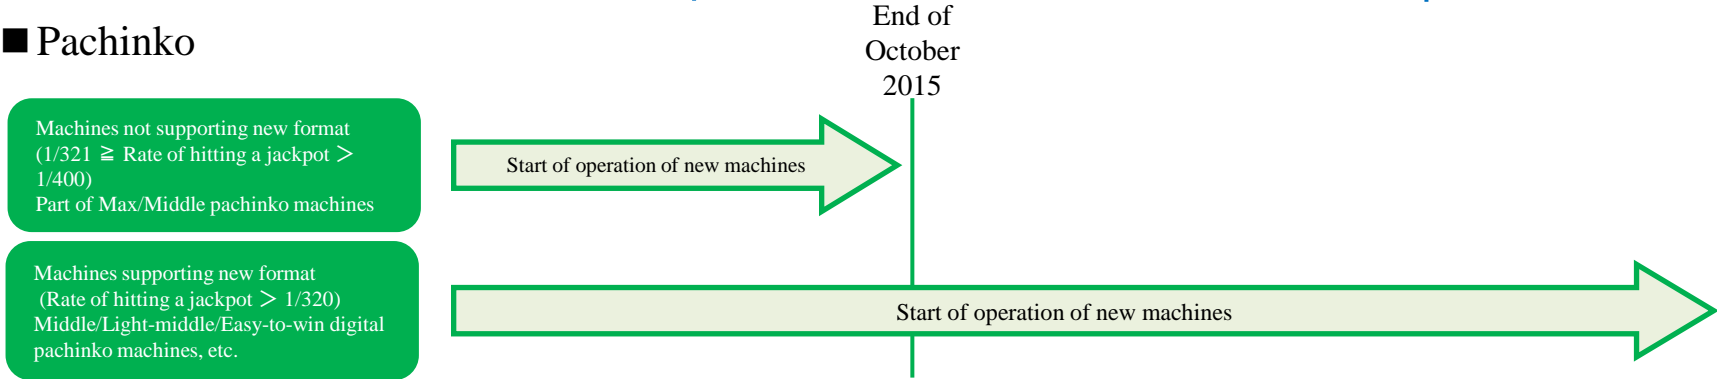 End of
October
2015
■ Pachinko
Machines not supporting new format
(1/321 ≧ Rate of hitting a jackpot ＞
1/400)
Part of Max/Middle pachinko machines
Start of operation of new machines
Machines supporting new format
(Rate of hitting a jackpot ＞ 1/320)
Middle/Light-middle/Easy-to-win digital
pachinko machines, etc.
Start of operation of new machines